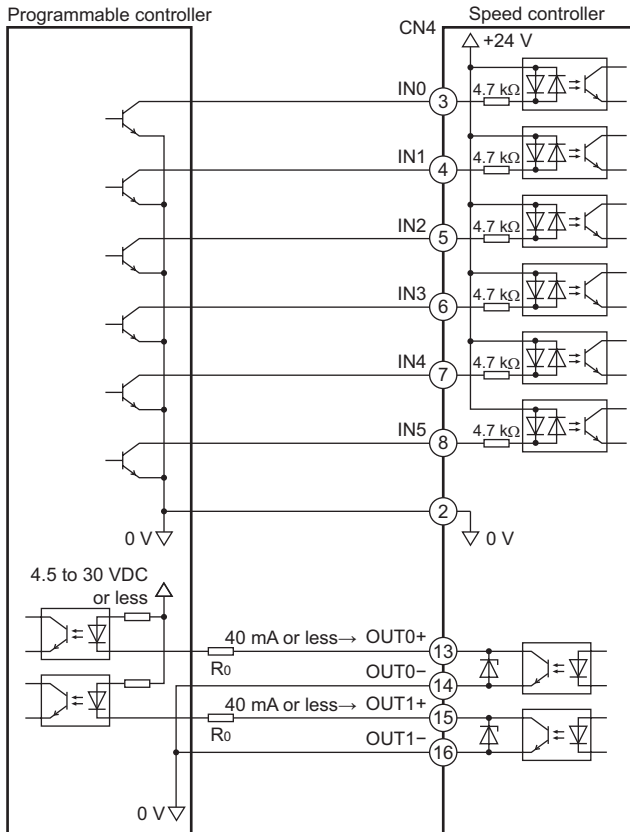 Programmable controller
Speed controller
CN4
+24 V
IN0
3
4.7 kΩ
IN1
4
4.7 kΩ
IN2
5
4.7 kΩ
IN3
6
4.7 kΩ
IN4
7
4.7 kΩ
IN5
8
4.7 kΩ
2
0 V
0 V
4.5 to 30 VDC
or less
40 mA or less→ OUT0+
13
R0
OUT0−
14
40 mA or less→ OUT1+
15
R0
OUT1−
16
0 V